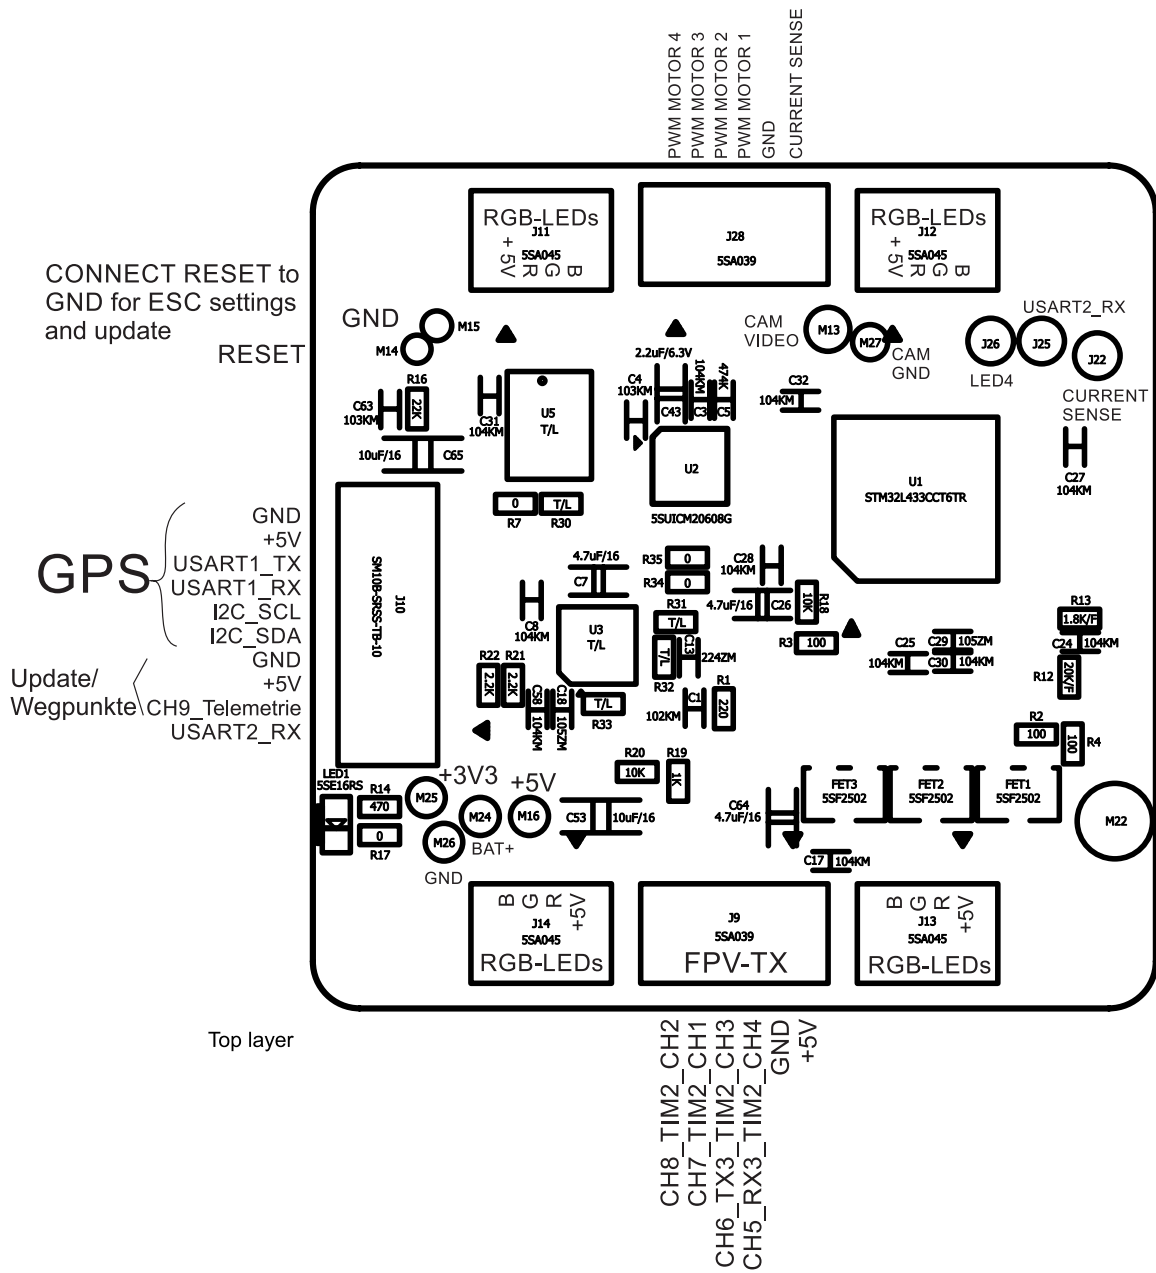 PWM MOTOR 4
PWM MOTOR 3
PWM MOTOR 2
PWM MOTOR 1
GND
CURRENT SENSE
RGB-LEDs
J11
5SA045
+5V
R
G
B
J28
5SA039
RGB-LEDs
J12
5SA045
+5V
R
G
B
CONNECT RESET to
GND for ESC settings
and update
GND
M15
M14
RESET
CAM
VIDEO
M13
M27
CAM
GND
USART2_RX
J26
J25
J22
LED4
CURRENT
SENSE
R16
22K
C63
103KM
C31
104KM
10uF/16
C65
U5
T/L
2.2uF/6.3V
C4
103KM
C43
104KM
C3
474K
C5
C32
104KM
U2
5SUICM20608G
U1
STM32L433CCT6TR
C27
104KM
0
R7
T/L
R30
GPS
GND
+5V
USART1_TX
USART1_RX
I2C_SCL
I2C_SDA
Update/
Wegpunkte
GND
+5V
CH9_Telemetrie
USART2_RX
SM10B-SRSS-TB-10
J10
4.7uF/16
C7
C8
104KM
U3
T/L
R35
0
R34
0
R31
T/L
R32
T/L
C13
224ZM
C28
104KM
4.7uF/16
C26
R18
10K
R3
100
C25
104KM
C29
105ZM
C30
104KM
R13
1.8K/F
C24
104KM
R12
20K/F
R22
2.2K
R21
2.2K
C58
104KM
C18
105ZM
T/L
R33
C1
102KM
R1
220
R2
100
R4
100
R20
10K
R19
1K
LED1
5SE16RS
R14
470
0
R17
+3V3
M25
+5V
M24
M16
M26
BAT+
GND
C53
10uF/16
C64
4.7uF/16
FET3
5SF2502
FET2
5SF2502
FET1
5SF2502
M22
C17
104KM
B
G
R
+5V
J14
5SA045
RGB-LEDs
J9
5SA039
FPV-TX
B
G
R
+5V
J13
5SA045
RGB-LEDs
Top layer
CH8_TIM2_CH2
CH7_TIM2_CH1
CH6_TX3_TIM2_CH3
CH5_RX3_TIM2_CH4
GND
+5V